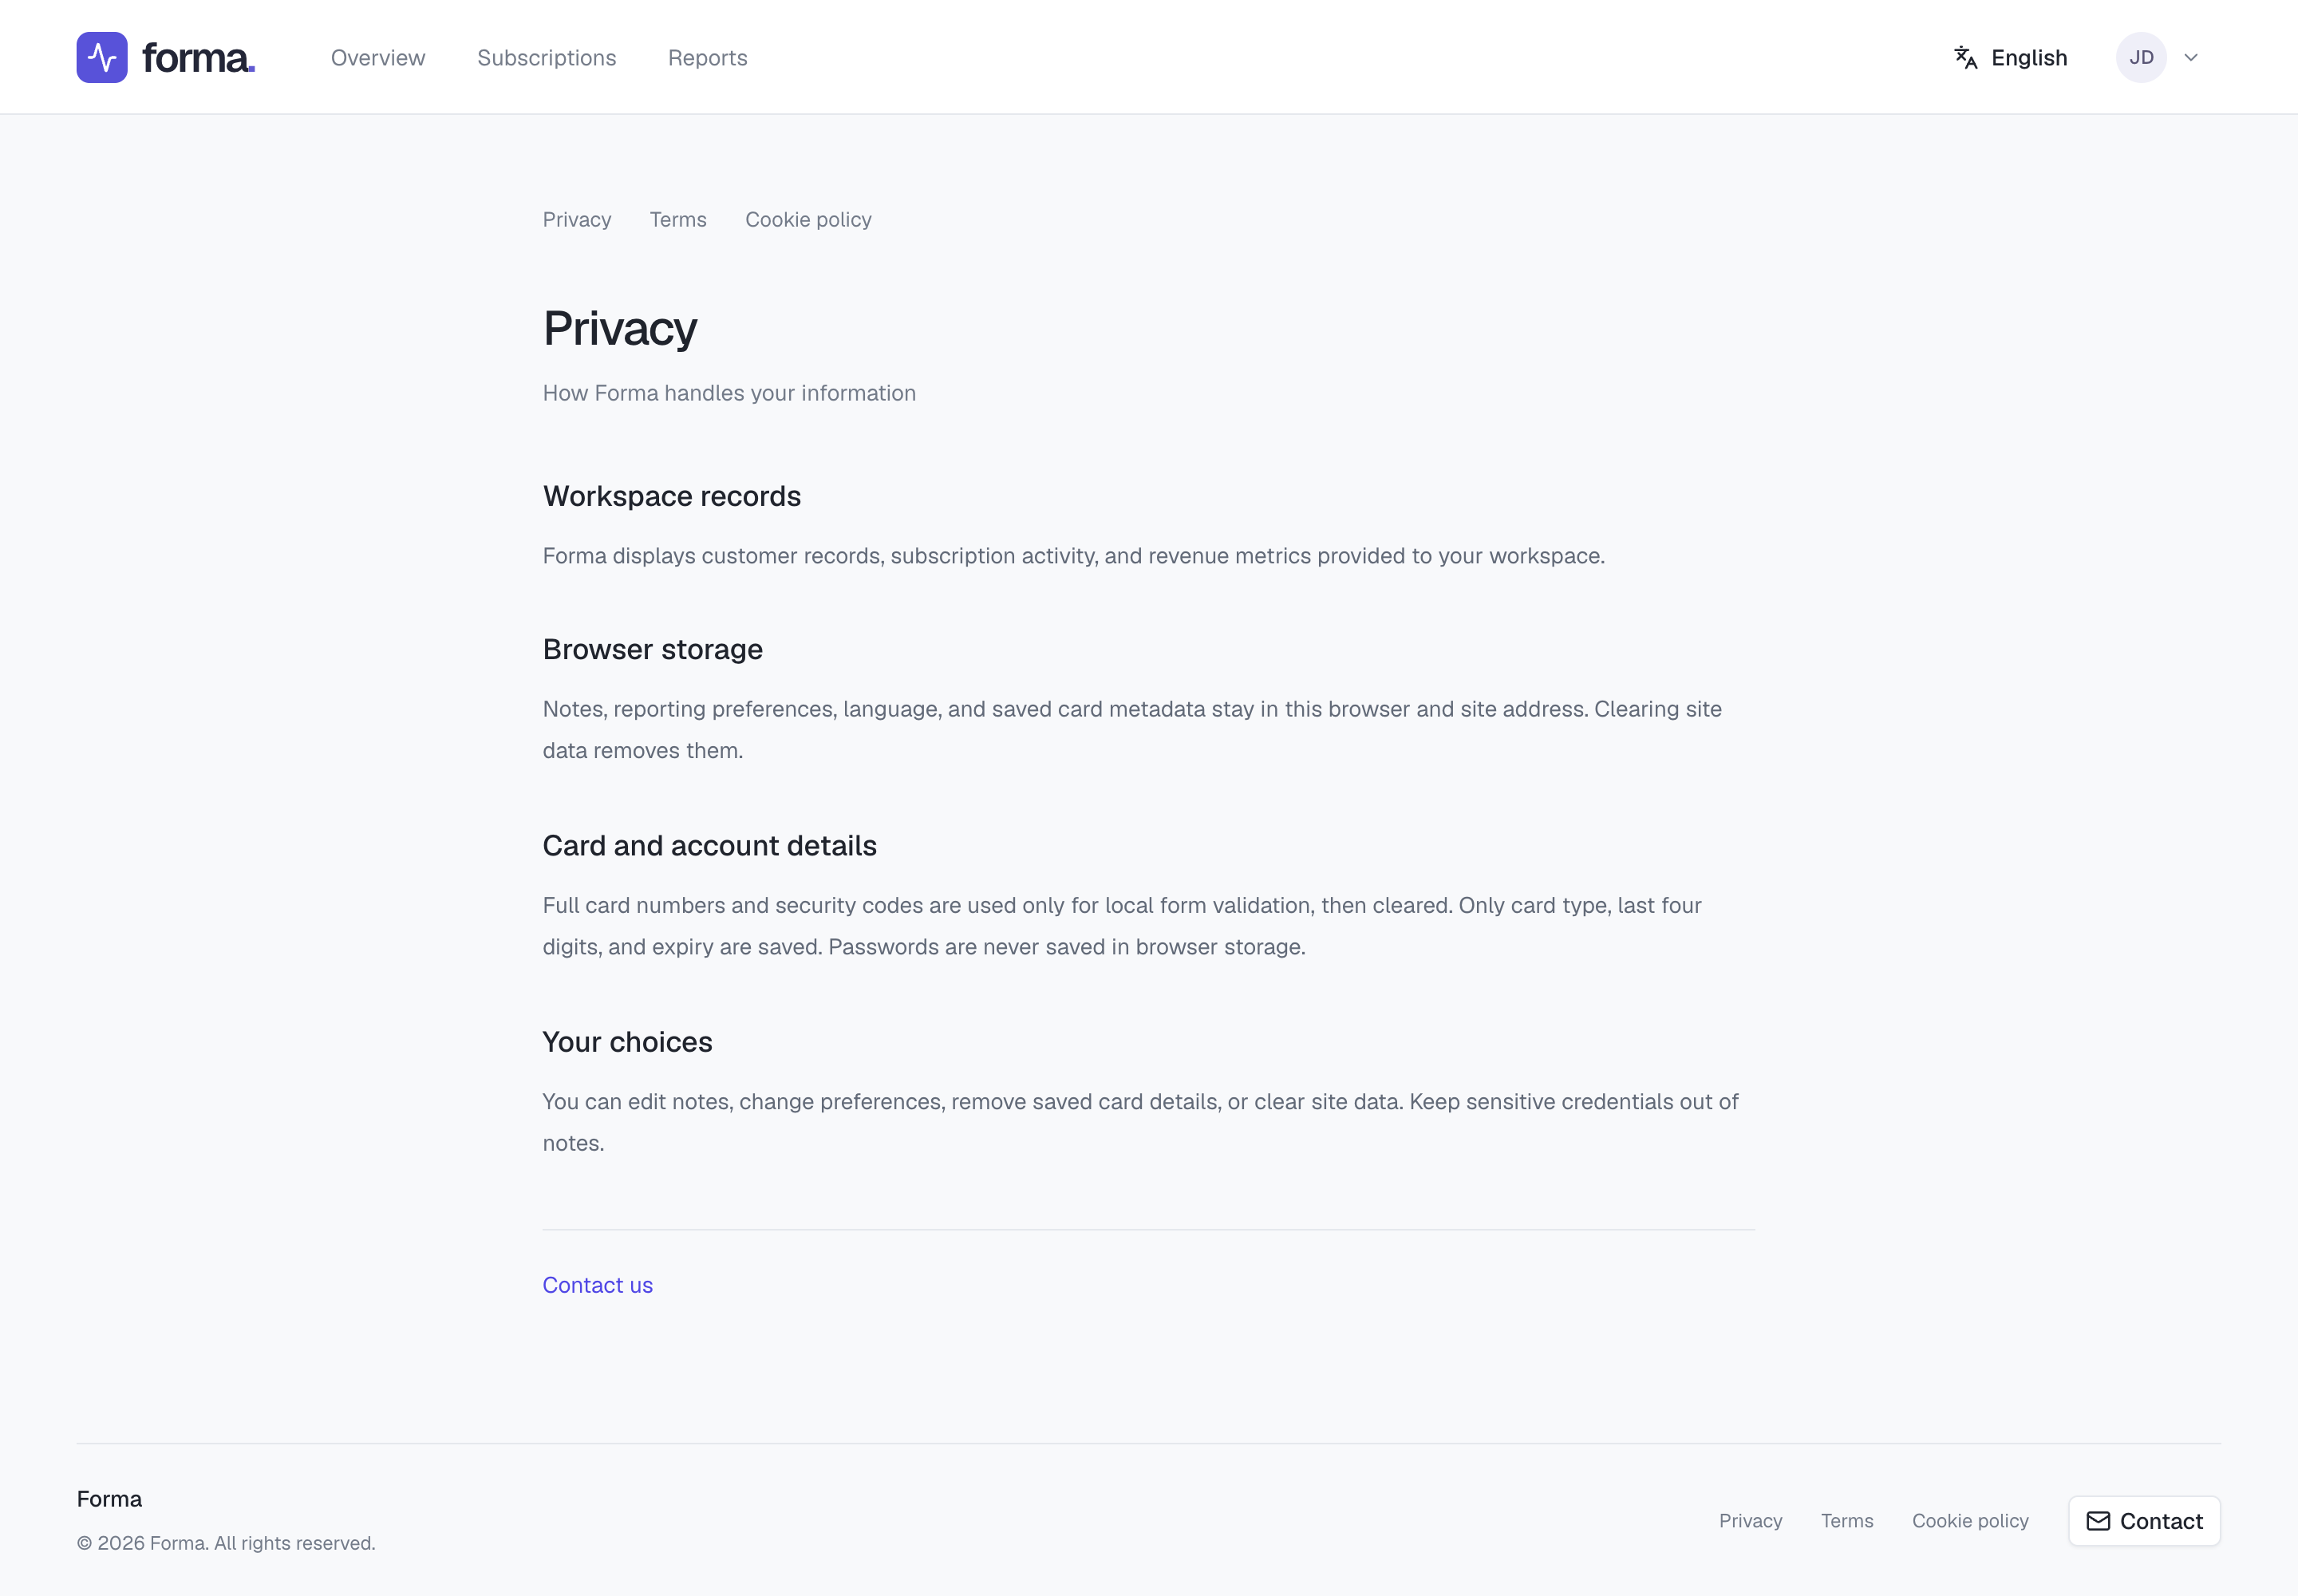 forma.
Overview
Subscriptions
Reports
English
JD
Privacy
Terms
Cookie policy
Privacy
How Forma handles your information
Workspace records
Forma displays customer records, subscription activity, and revenue metrics provided to your workspace.
Browser storage
Notes, reporting preferences, language, and saved card metadata stay in this browser and site address. Clearing site
data removes them.
Card and account details
Full card numbers and security codes are used only for local form validation, then cleared. Only card type, last four
digits, and expiry are saved. Passwords are never saved in browser storage.
Your choices
You can edit notes, change preferences, remove saved card details, or clear site data. Keep sensitive credentials out of
notes.
Contact us
Forma
© 2026 Forma. All rights reserved.
Privacy
Terms
Cookie policy
Contact